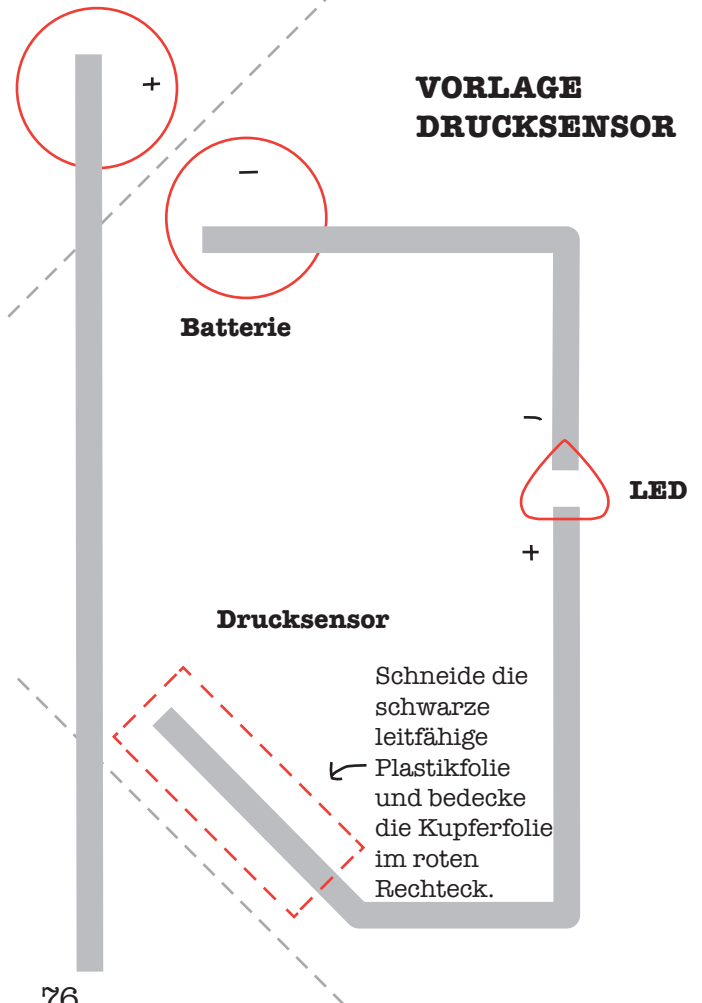 +
VORLAGE
DRUCKSENSOR
–
Batterie
–
LED
+
Drucksensor
Schneide die
schwarze
leitfähige
Plastikfolie
und bedecke
die Kupferfolie
im roten
Rechteck.
76